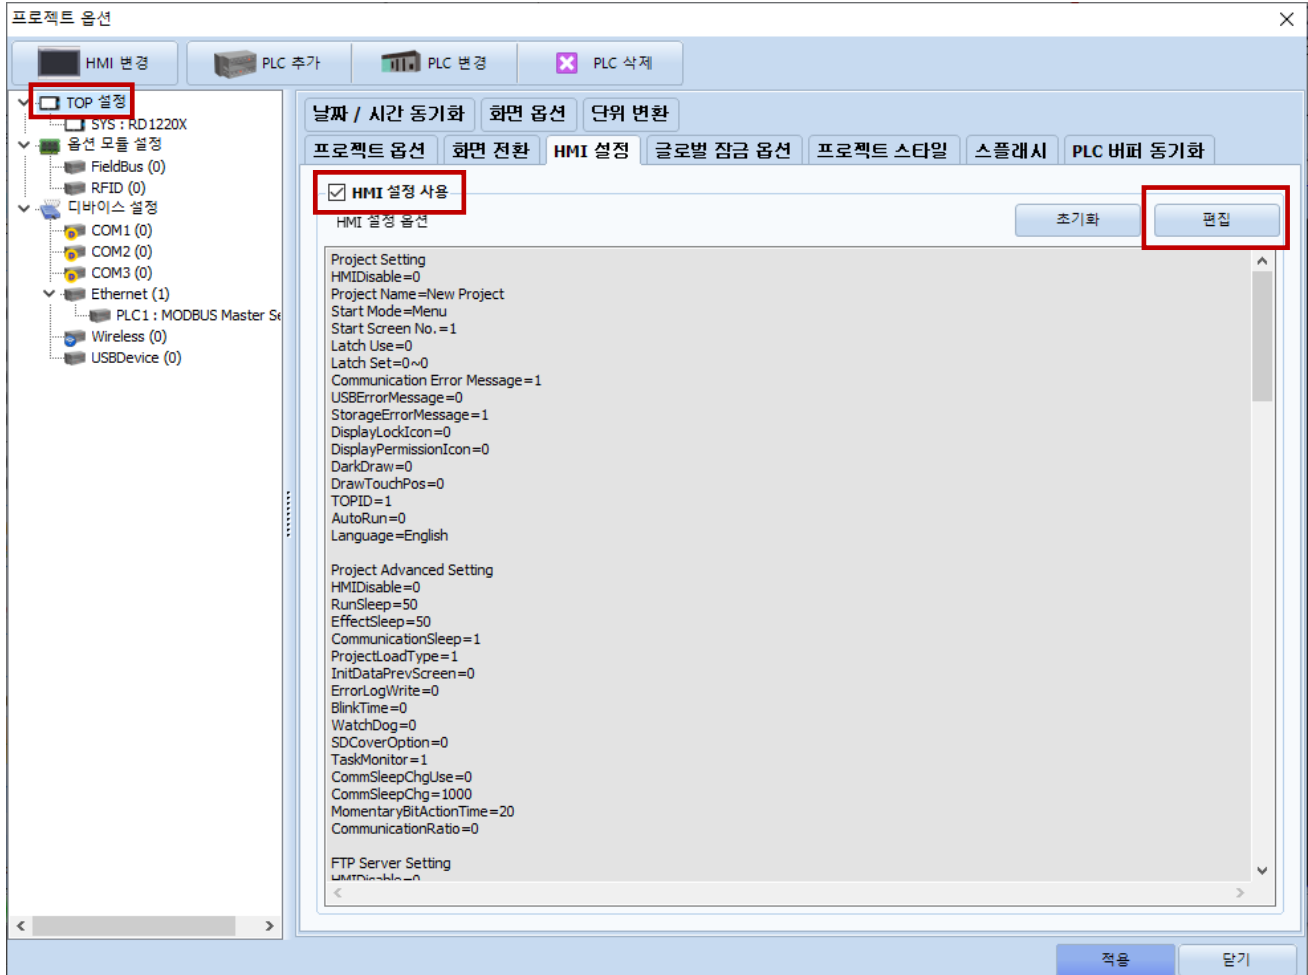 프로젝트 옵션
HMI 변경
PLC 추가
PLC 변경
PLC 삭제
TOP 설정
SYS : RD1220X
옵션 모듈 설정
FieldBus (0)
RFID (0)
디바이스 설정
COM1 (0)
COM2 (0)
COM3 (0)
Ethernet (1)
PLC1 : MODBUS Master Se
Wireless (0)
USBDevice (0)
날짜 / 시간 동기화
화면 옵션
단위 변환
프로젝트 옵션
화면 전환
HMI 설정
글로벌 잠금 옵션
프로젝트 스타일
스플래시
PLC 버퍼 동기화
HMI 설정 사용
HMI 설정 옵션
초기화
편집
Project Setting
HMIDisable=0
Project Name=New Project
Start Mode=Menu
Start Screen No.=1
Latch Use=0
Latch Set=0~0
Communication Error Message=1
USBErrorMessage=0
StorageErrorMessage=1
DisplayLockIcon=0
DisplayPermissionIcon=0
DarkDraw=0
DrawTouchPos=0
TOPID=1
AutoRun=0
Language=English
Project Advanced Setting
HMIDisable=0
RunSleep=50
EffectSleep=50
CommunicationSleep=1
ProjectLoadType=1
InitDataPrevScreen=0
ErrorLogWrite=0
BlinkTime=0
WatchDog=0
SDCoverOption=0
TaskMonitor=1
CommSleepChgUse=0
CommSleepChg=1000
MomentaryBitActionTime=20
CommunicationRatio=0
FTP Server Setting
HMIDisable=0
적용
닫기